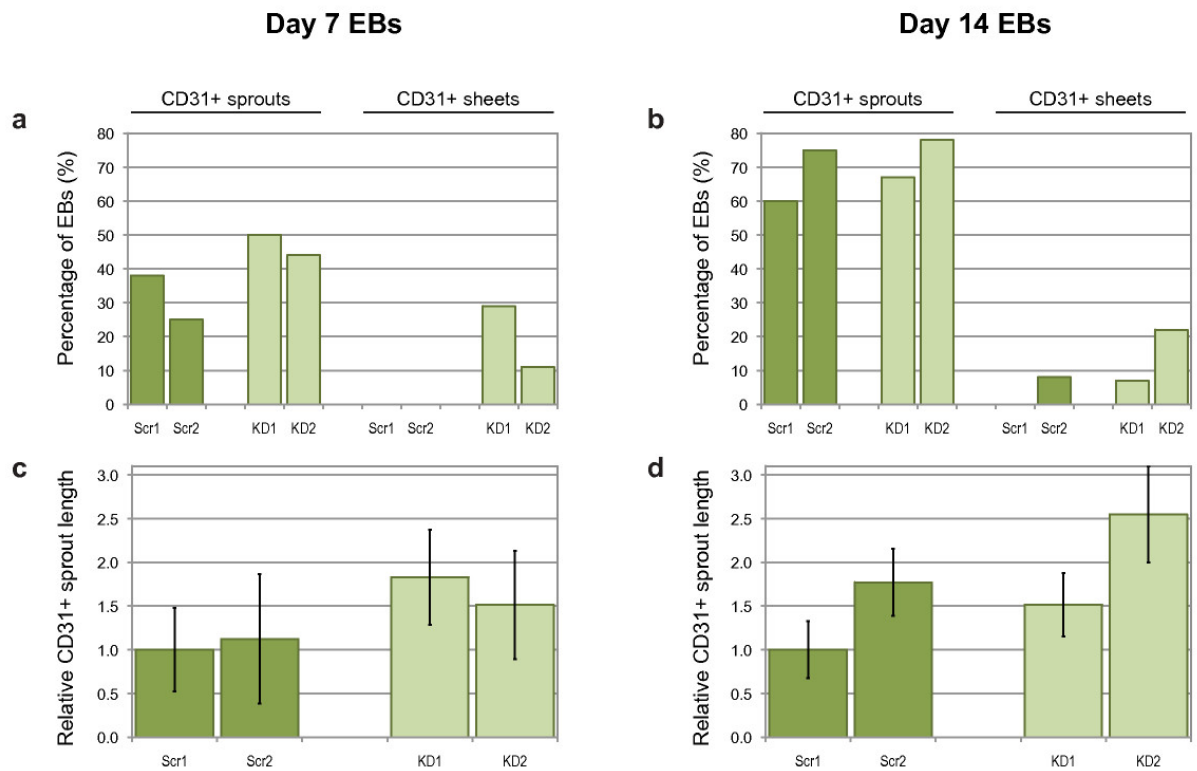 Day 7 EBs
Day 14 EBs
CD31+ sprouts
CD31+ sheets
CD31+ sprouts
CD31+ sheets
a
Percentage of EBs (%)
80
70
60
50
40
30
20
10
0
Scr1 Scr2 KD1 KD2 Scr1 Scr2 KD1 KD2
b
Percentage of EBs (%)
80
70
60
50
40
30
20
10
0
Scr1 Scr2 KD1 KD2 Scr1 Scr2 KD1 KD2
c
Relative CD31+ sprout length
3.0
2.5
2.0
1.5
1.0
0.5
0.0
Scr1 Scr2 KD1 KD2
d
Relative CD31+ sprout length
3.0
2.5
2.0
1.5
1.0
0.5
0.0
Scr1 Scr2 KD1 KD2